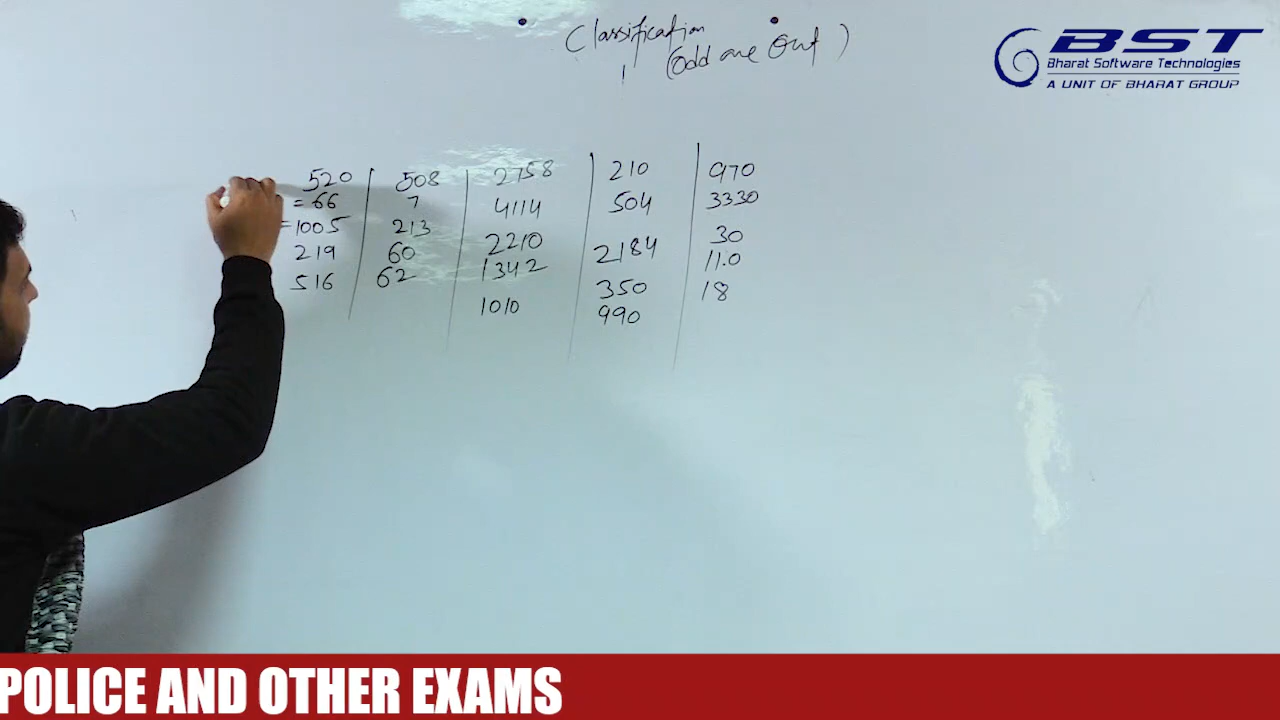 Classification
(Odd one Out)
BST
Bharat Software Technologies
A UNIT OF BHARAT GROUP
520 508 2758 210 970
= 66 7 4114 504 3330
=1005 213 2210 2184 30
219 60 1342 350 11.0
516 62 1010 990 18
POLICE AND OTHER EXAMS